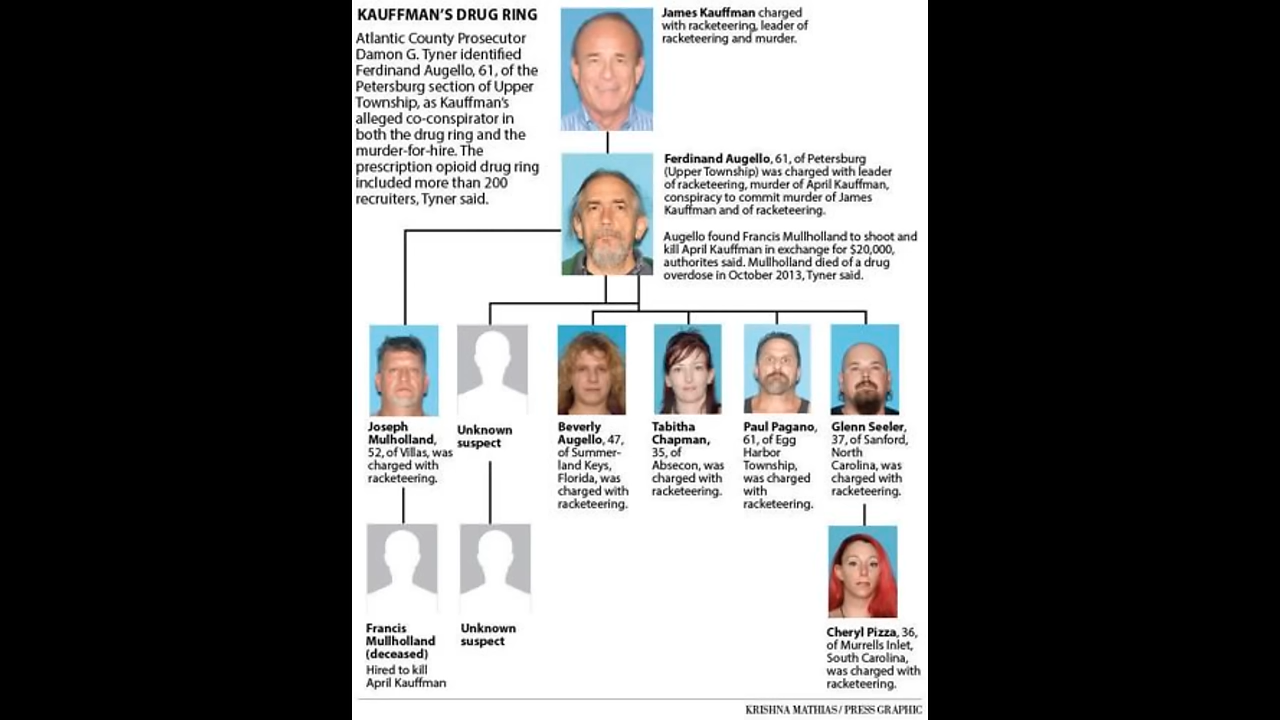 KAUFFMAN'S DRUG RING
Atlantic County Prosecutor
Damon G. Tyner identified
Ferdinand Augello, 61, of the
Petersburg section of Upper
Township, as Kauffman's
alleged co-conspirator in
both the drug ring and the
murder-for-hire. The
prescription opioid drug ring
included more than 200
recruiters, Tyner said.
James Kauffman charged
with racketeering, leader of
racketeering and murder.
Ferdinand Augello, 61, of Petersburg
(Upper Township) was charged with leader
of racketeering, murder of April Kauffman,
conspiracy to commit murder of James
Kauffman and of racketeering.
Augello found Francis Mullholand to shoot and
kill April Kauffman in exchange for $20,000,
authorites said. Mullholand died of a drug
overdose in October 2013, Tyner said.
Joseph
Mulholland,
52, of Villas, was
charged with
racketeering.
Unknown
suspect
Beverly
Augello, 47,
of Summer-
land Keys,
Florida, was
charged with
racketeering.
Tabitha
Chapman,
35, of
Absecon, was
charged with
racketeering.
Paul Pagano,
61, of Egg
Harbor
Township,
was charged
with
racketeering.
Glenn Seeler,
37, of Sanford,
North
Carolina, was
charged with
racketeering.
Francis
Mullholland
(deceased)
Hired to kill
April Kauffman
Unknown
suspect
Cheryl Pizza, 36,
of Murrells Inlet,
South Carolina,
was charged with
racketeering.
KRISHNA MATHIAS / PRESS GRAPHIC